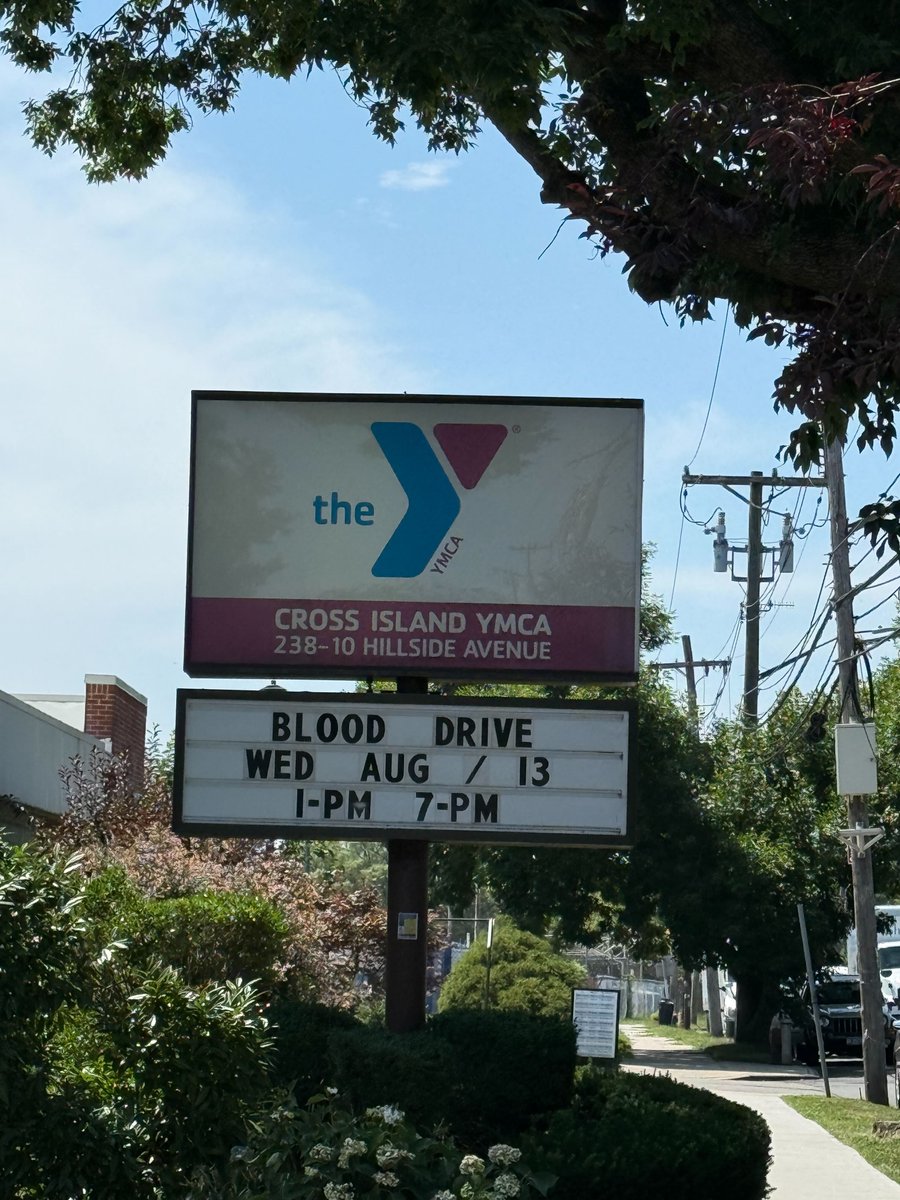 the
YMCA
®
CROSS ISLAND YMCA
238-10 HILLSIDE AVENUE
BLOOD DRIVE
WED AUG / 13
1-PM 7-PM